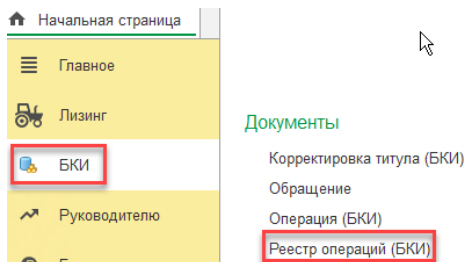 Начальная страница
Главное
Лизинг
БКИ
Руководителю
Документы
Корректировка титула (БКИ)
Обращение
Операция (БКИ)
Реестр операций (БКИ)